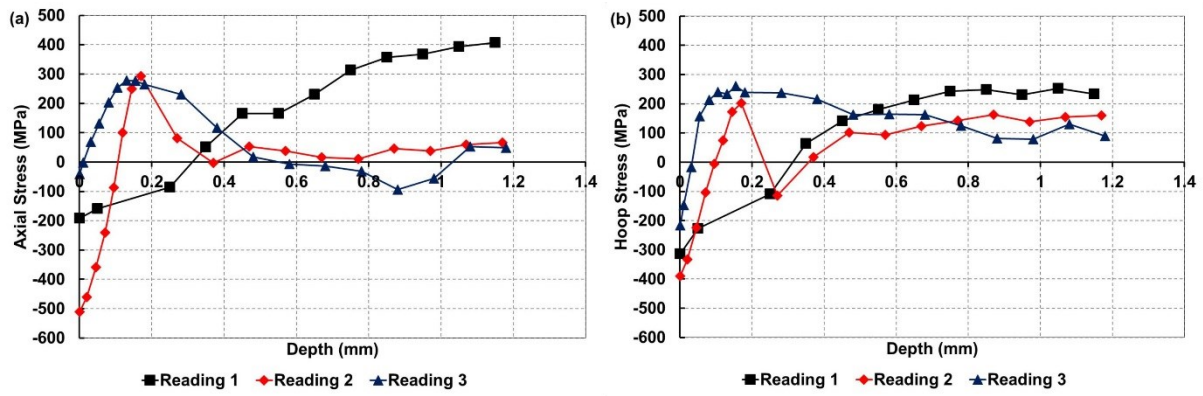 (a)
Axial Stress (MPa)
500
400
300
200
100
0
-100
-200
-300
-400
-500
-600
0 0.2 0.4 0.6 0.8 1 1.2 1.4
Depth (mm)
Reading 1 Reading 2 Reading 3
(b)
Hoop Stress (MPa)
500
400
300
200
100
0
-100
-200
-300
-400
-500
-600
0 0.2 0.4 0.6 0.8 1 1.2 1.4
Depth (mm)
Reading 1 Reading 2 Reading 3